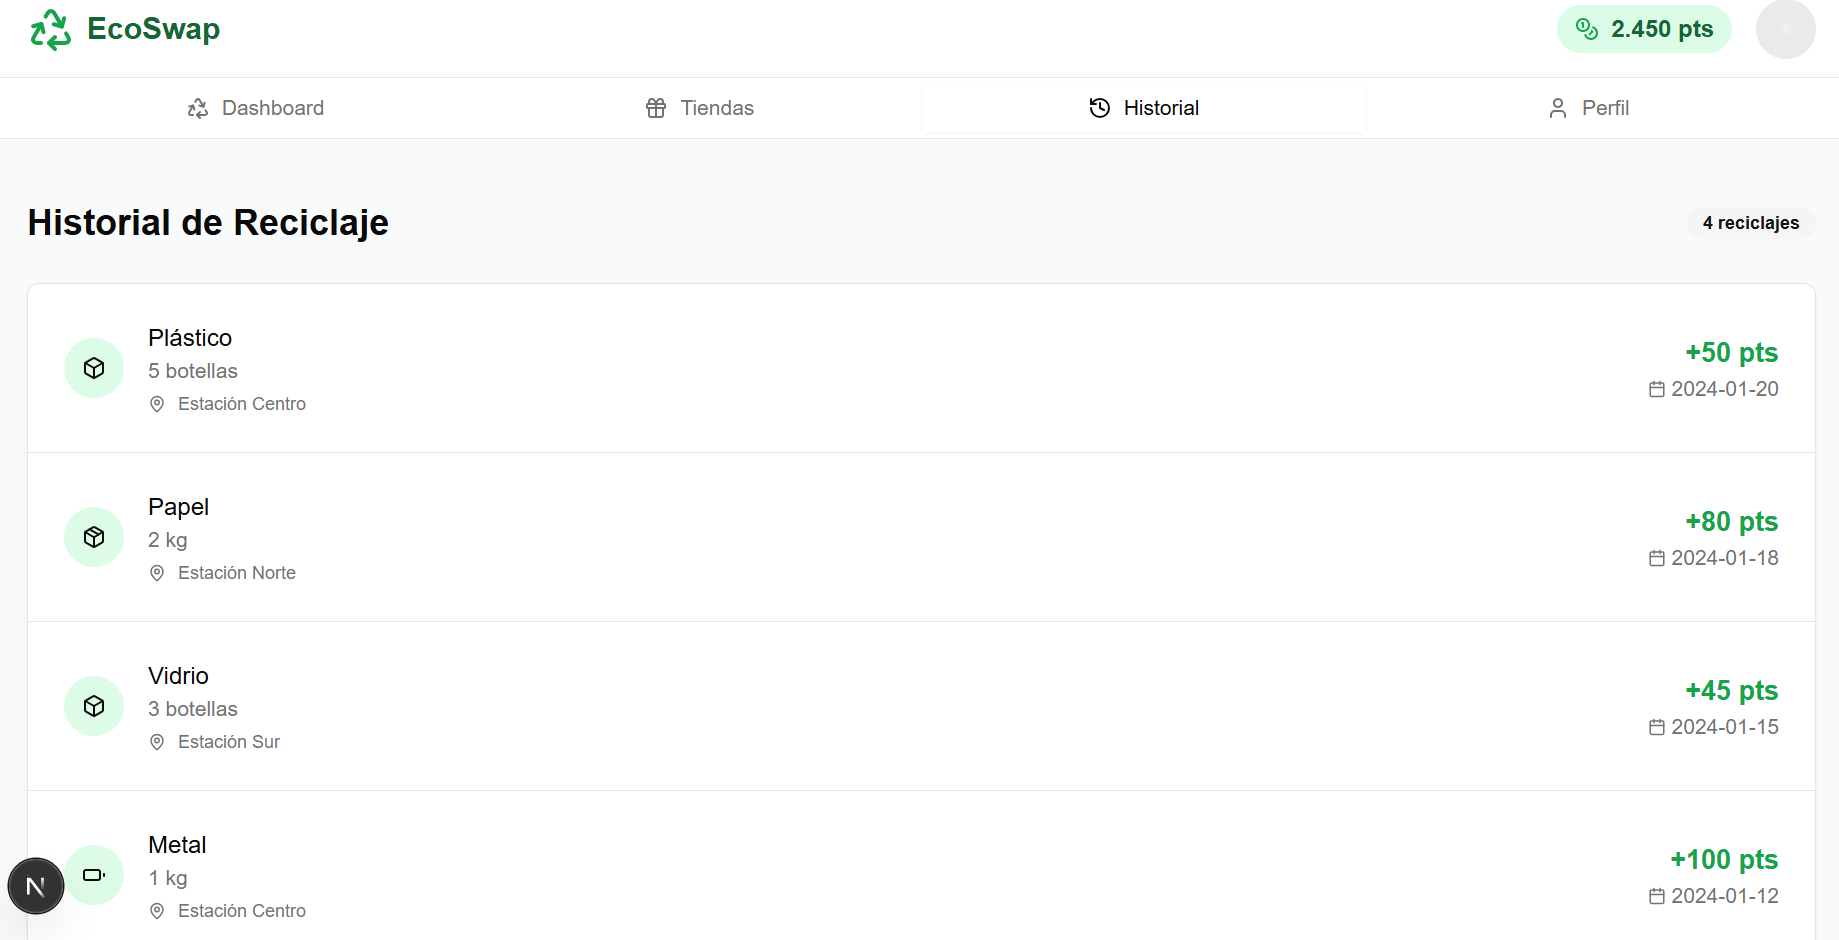 EcoSwap
2.450 pts
Dashboard
Tiendas
Historial
Perfil
Historial de Reciclaje
4 reciclajes
Plástico
5 botellas
Estación Centro
+50 pts
2024-01-20
Papel
2 kg
Estación Norte
+80 pts
2024-01-18
Vidrio
3 botellas
Estación Sur
+45 pts
2024-01-15
Metal
1 kg
Estación Centro
+100 pts
2024-01-12
N